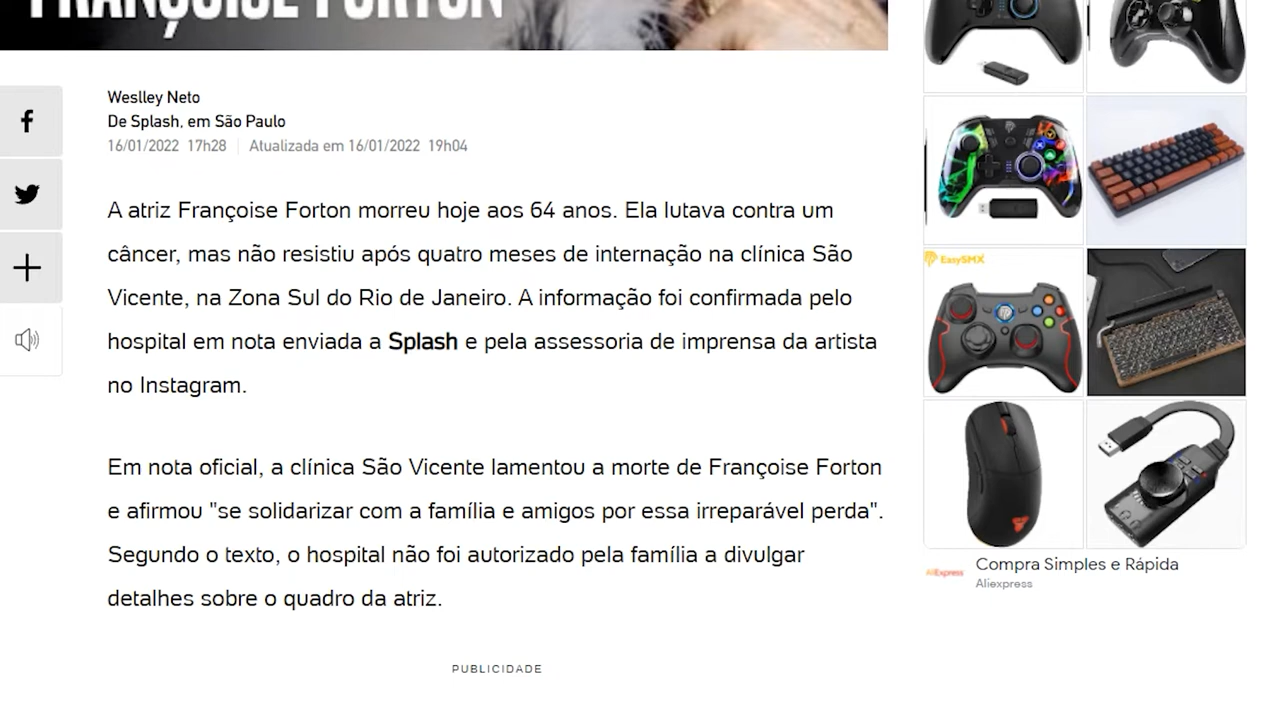 FRANÇOISE FORTON
Weslley Neto
De Splash, em São Paulo
16/01/2022 17h28 Atualizada em 16/01/2022 19h04
A atriz Françoise Forton morreu hoje aos 64 anos. Ela lutava contra um
câncer, mas não resistiu após quatro meses de internação na clínica São
Vicente, na Zona Sul do Rio de Janeiro. A informação foi confirmada pelo
hospital em nota enviada a Splash e pela assessoria de imprensa da artista
no Instagram.
Em nota oficial, a clínica São Vicente lamentou a morte de Françoise Forton
e afirmou "se solidarizar com a família e amigos por essa irreparável perda".
Segundo o texto, o hospital não foi autorizado pela família a divulgar
detalhes sobre o quadro da atriz.
PUBLICIDADE
EasySMX
AliExpress
Compra Simples e Rápida
Aliexpress